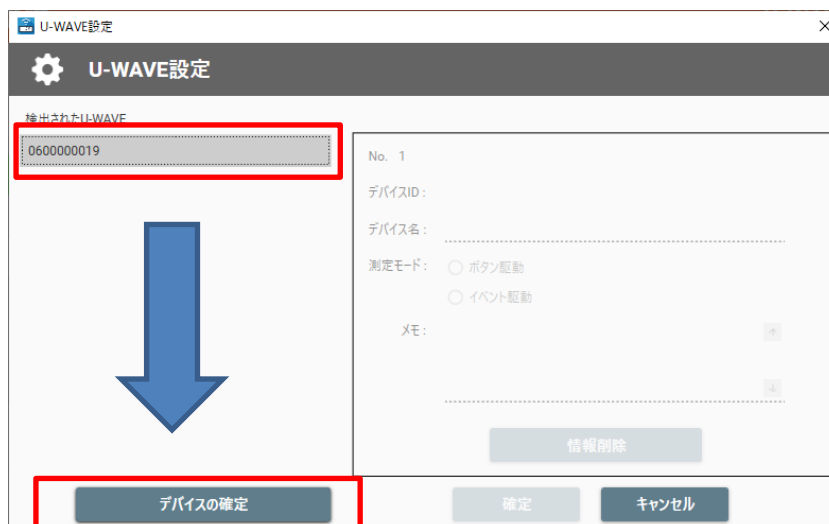 U-WAVE設定
U-WAVE設定
検出されたU-WAVE
0600000019
No. 1
デバイスID :
デバイス名 :
測定モード : ボタン駆動
イベント駆動
メモ :
情報削除
デバイスの確定
確定
キャンセル